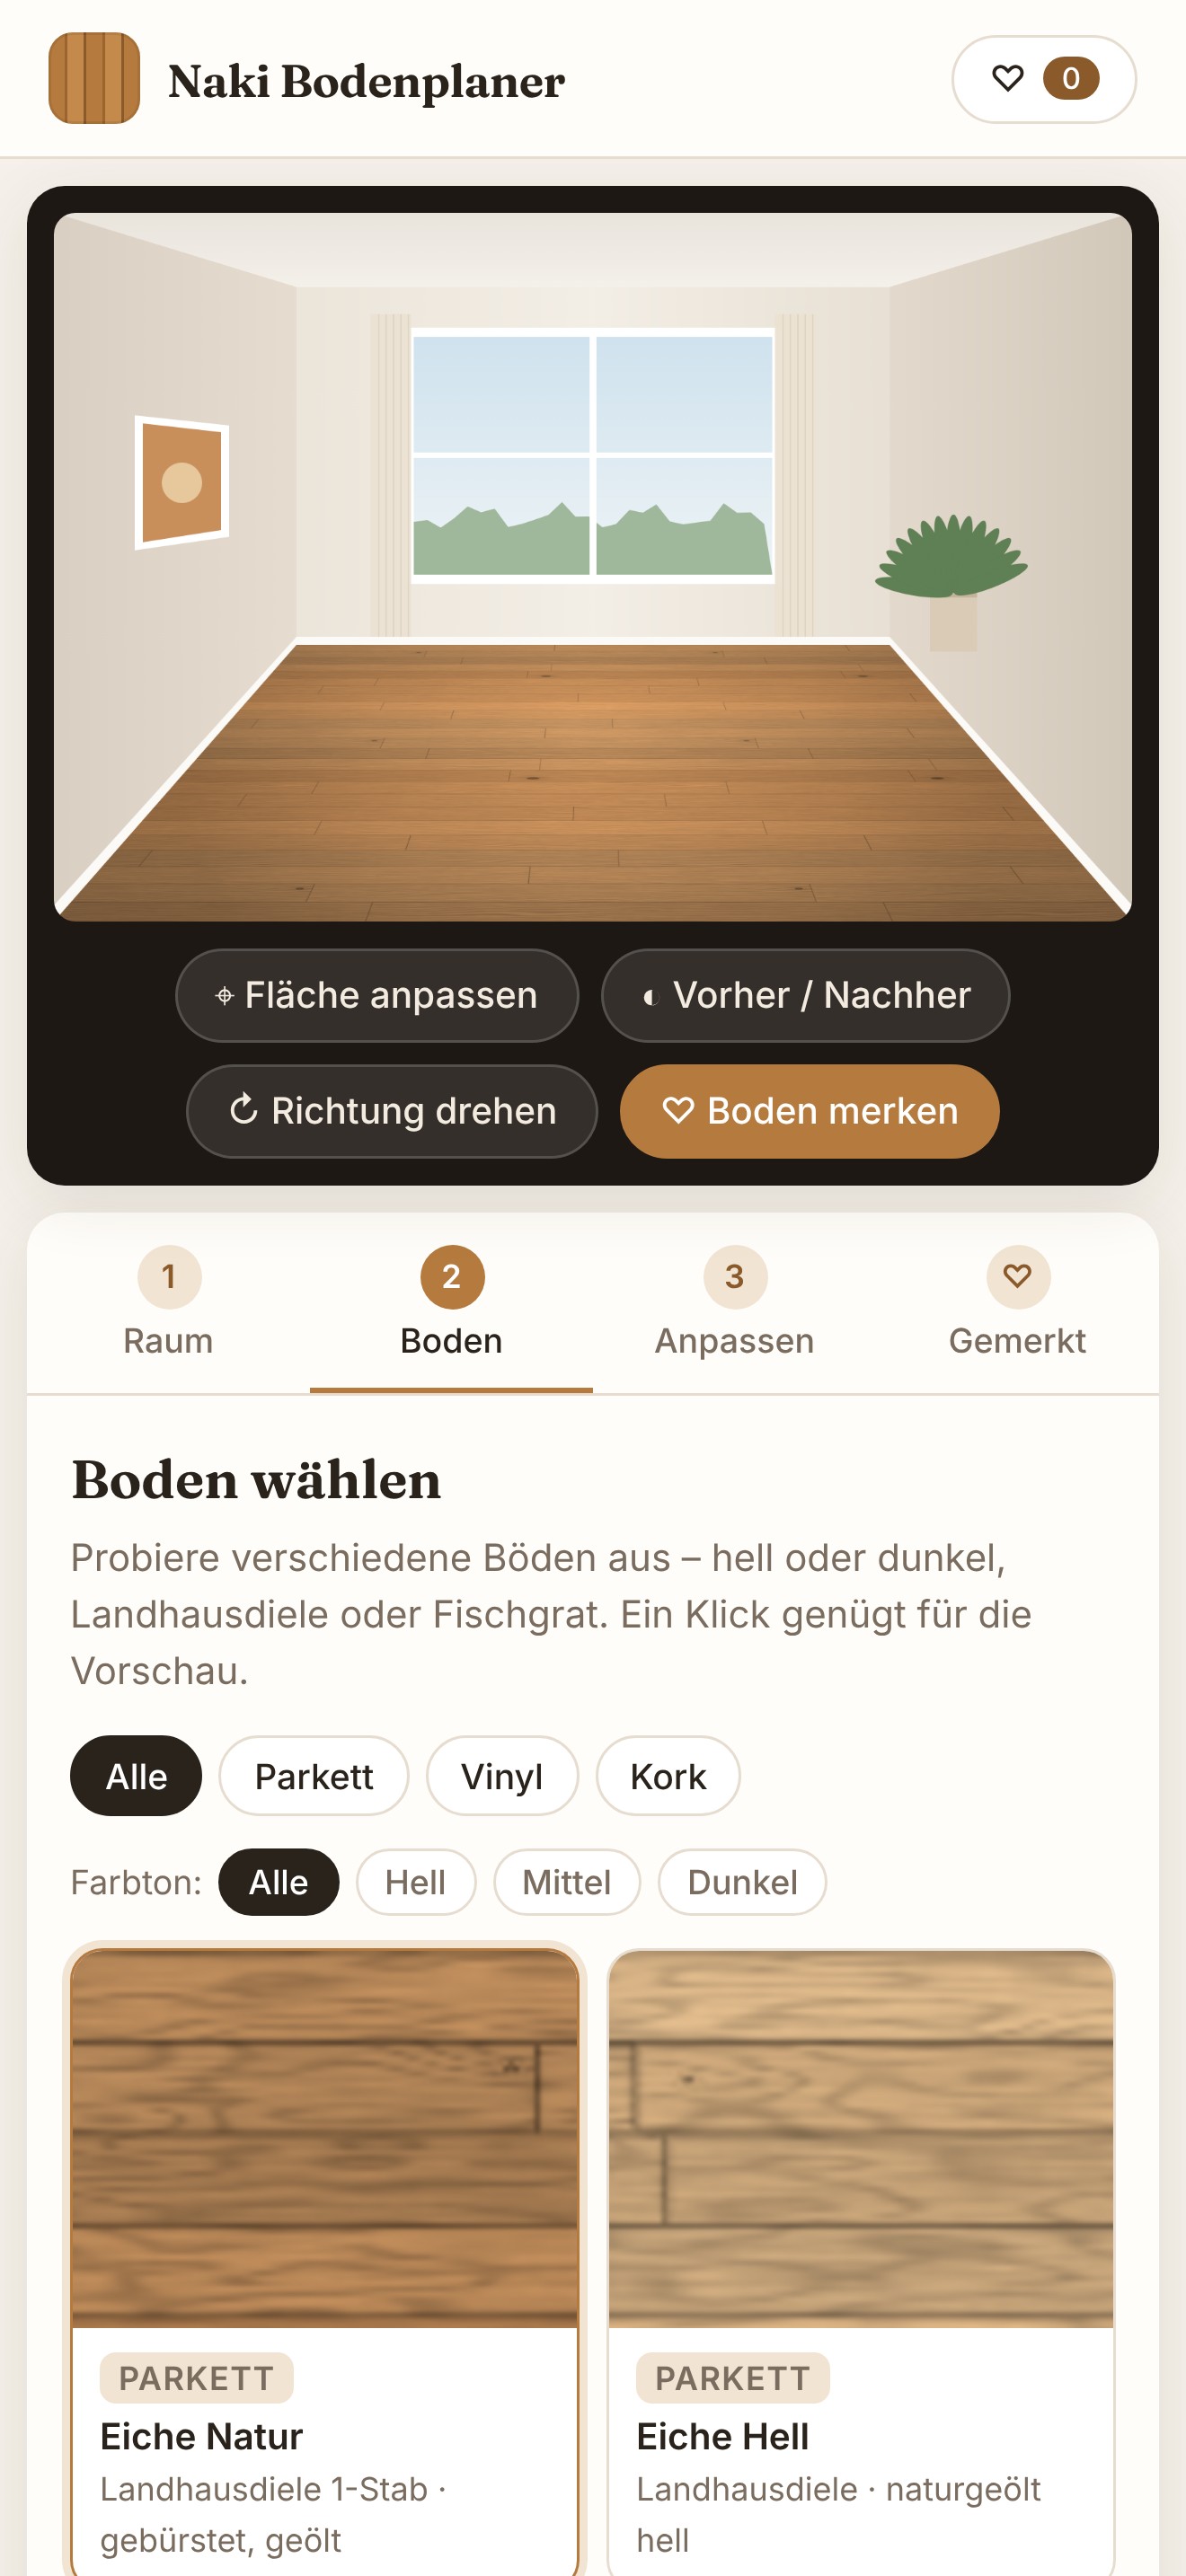 Naki Bodenplaner
♡ 0
⌖ Fläche anpassen
◐ Vorher / Nachher
↻ Richtung drehen
♡ Boden merken
1
Raum
2
Boden
3
Anpassen
♡
Gemerkt
Boden wählen
Probiere verschiedene Böden aus – hell oder dunkel,
Landhausdiele oder Fischgrat. Ein Klick genügt für die
Vorschau.
Alle
Parkett
Vinyl
Kork
Farbton:
Alle
Hell
Mittel
Dunkel
PARKETT
Eiche Natur
Landhausdiele 1-Stab ·
gebürstet, geölt
PARKETT
Eiche Hell
Landhausdiele · naturgeölt
hell